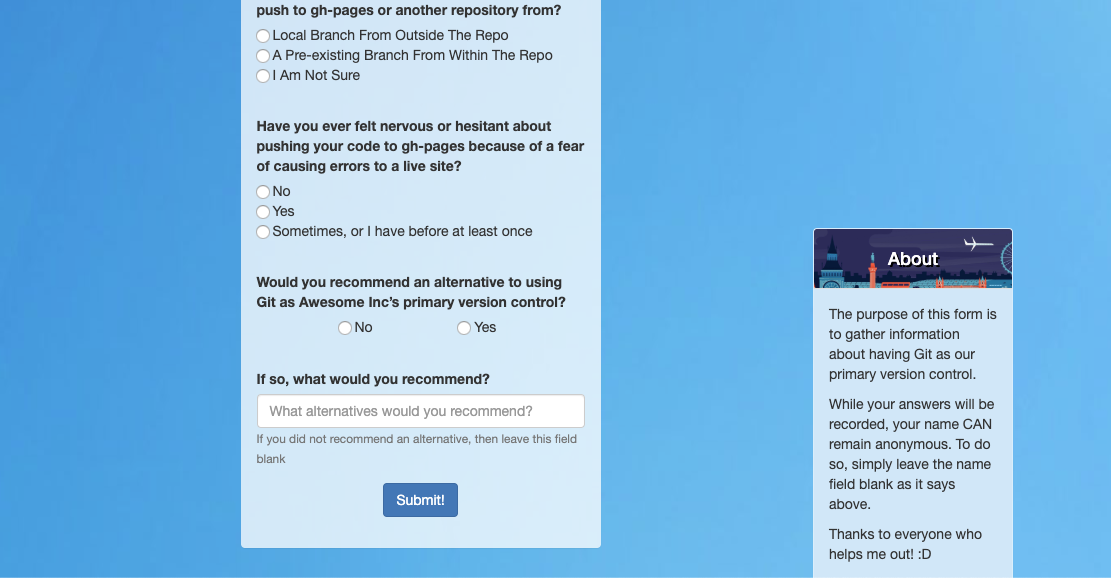 push to gh-pages or another repository from?
Local Branch From Outside The Repo
A Pre-existing Branch From Within The Repo
I Am Not Sure
Have you ever felt nervous or hesitant about
pushing your code to gh-pages because of a fear
of causing errors to a live site?
No
Yes
Sometimes, or I have before at least once
Would you recommend an alternative to using
Git as Awesome Inc’s primary version control?
No Yes
If so, what would you recommend?
What alternatives would you recommend?
If you did not recommend an alternative, then leave this field
blank
Submit!
About
The purpose of this form is
to gather information
about having Git as our
primary version control.
While your answers will be
recorded, your name CAN
remain anonymous. To do
so, simply leave the name
field blank as it says
above.
Thanks to everyone who
helps me out! :D